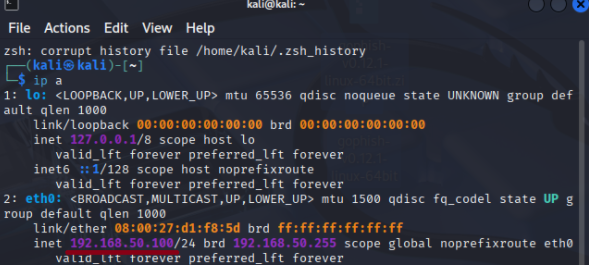 kali@kali: ~
File Actions Edit View Help
zsh: corrupt history file /home/kali/.zsh_history
┌──(kali㉿kali)-[~]
└─$ ip a
1: lo: <LOOPBACK,UP,LOWER_UP> mtu 65536 qdisc noqueue state UNKNOWN group def
ault qlen 1000
link/loopback 00:00:00:00:00:00 brd 00:00:00:00:00:00
inet 127.0.0.1/8 scope host lo
valid_lft forever preferred_lft forever
inet6 ::1/128 scope host noprefixroute
valid_lft forever preferred_lft forever
2: eth0: <BROADCAST,MULTICAST,UP,LOWER_UP> mtu 1500 qdisc fq_codel state UP g
roup default qlen 1000
link/ether 08:00:27:d1:f8:5d brd ff:ff:ff:ff:ff:ff
inet 192.168.50.100/24 brd 192.168.50.255 scope global noprefixroute eth0
valid_lft forever preferred_lft forever